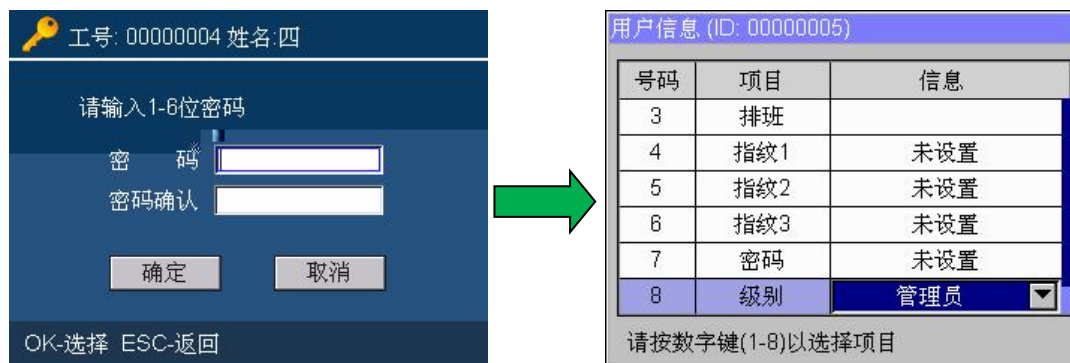 工号: 00000004 姓名:四
请输入1-6位密码
密 码
密码确认
确定 取消
OK-选择 ESC-返回
用户信息 (ID: 00000005)
号码 项目 信息
3 排班
4 指纹1 未设置
5 指纹2 未设置
6 指纹3 未设置
7 密码 未设置
8 级别 管理员
请按数字键(1-8)以选择项目